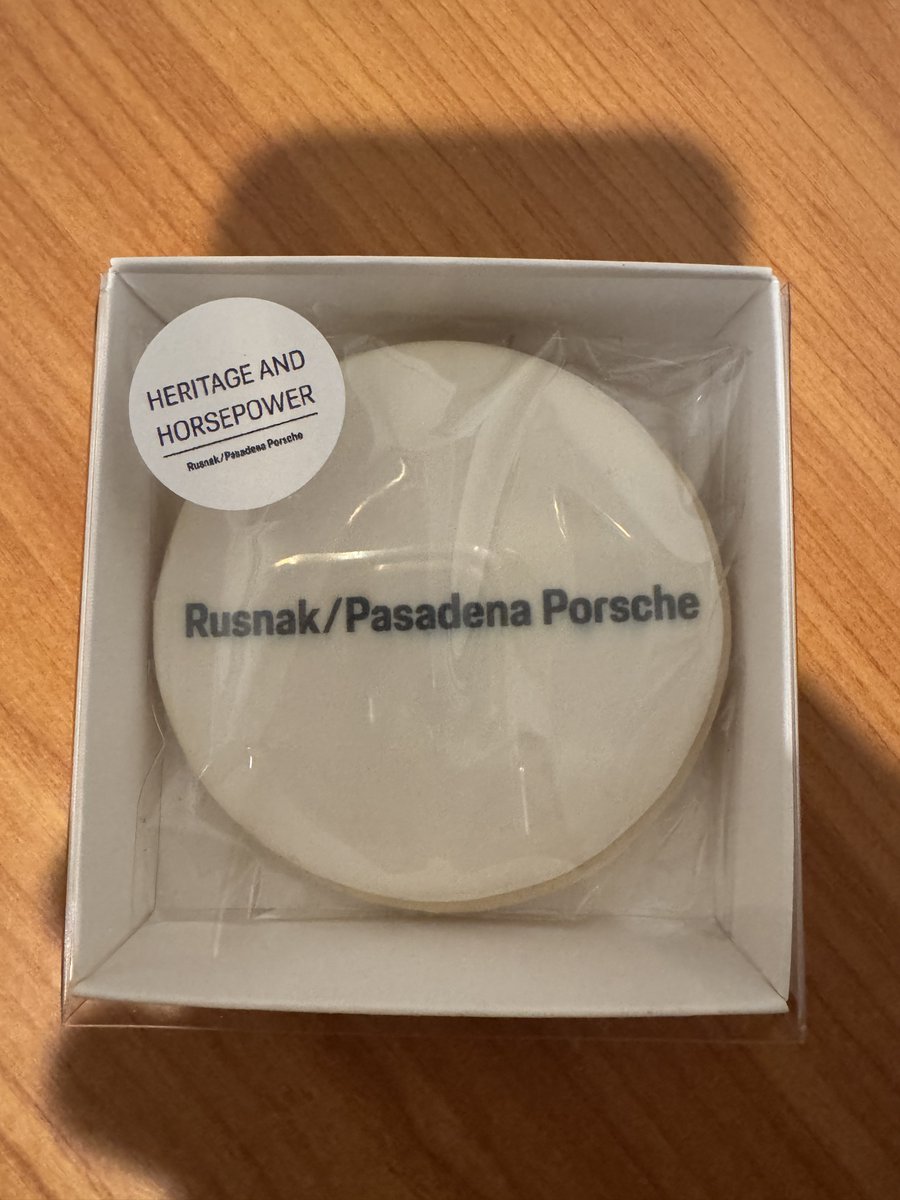 HERITAGE AND
HORSEPOWER
Rusnak/Pasadena Porsche
Rusnak/Pasadena Porsche